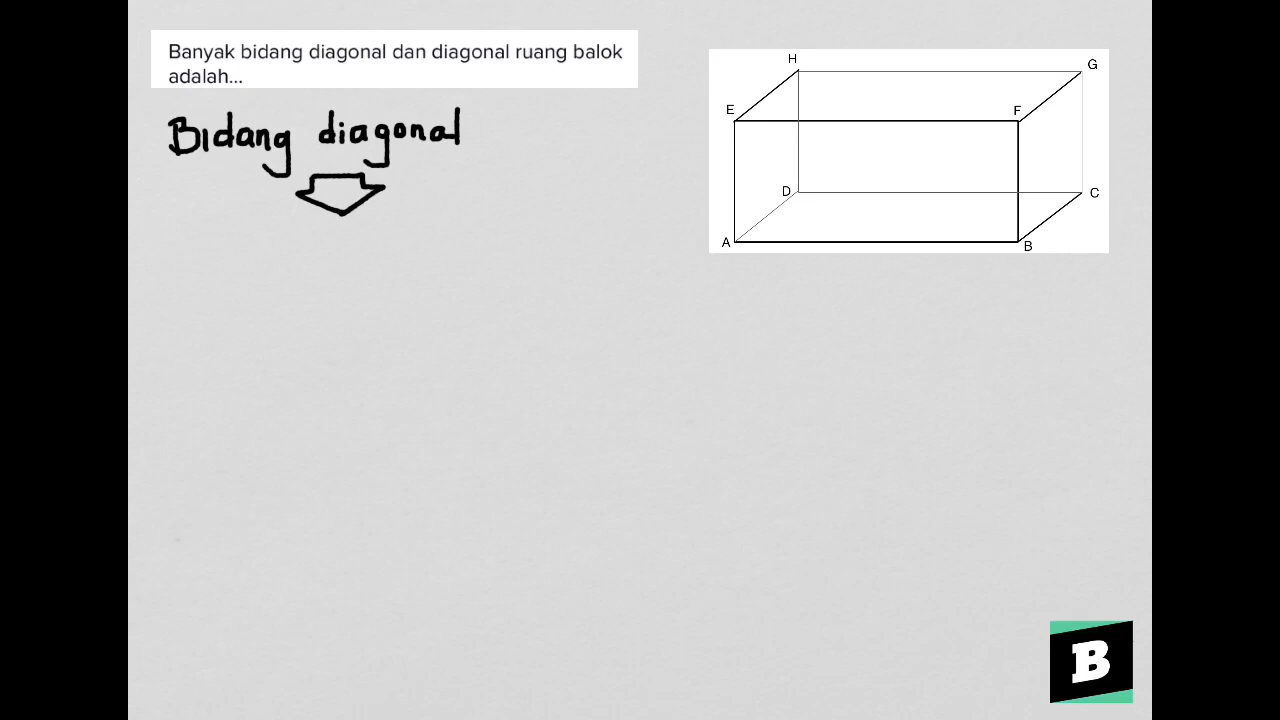 Banyak bidang diagonal dan diagonal ruang balok
adalah...
Bidang diagonal
H
G
E
F
D
C
A
B
B